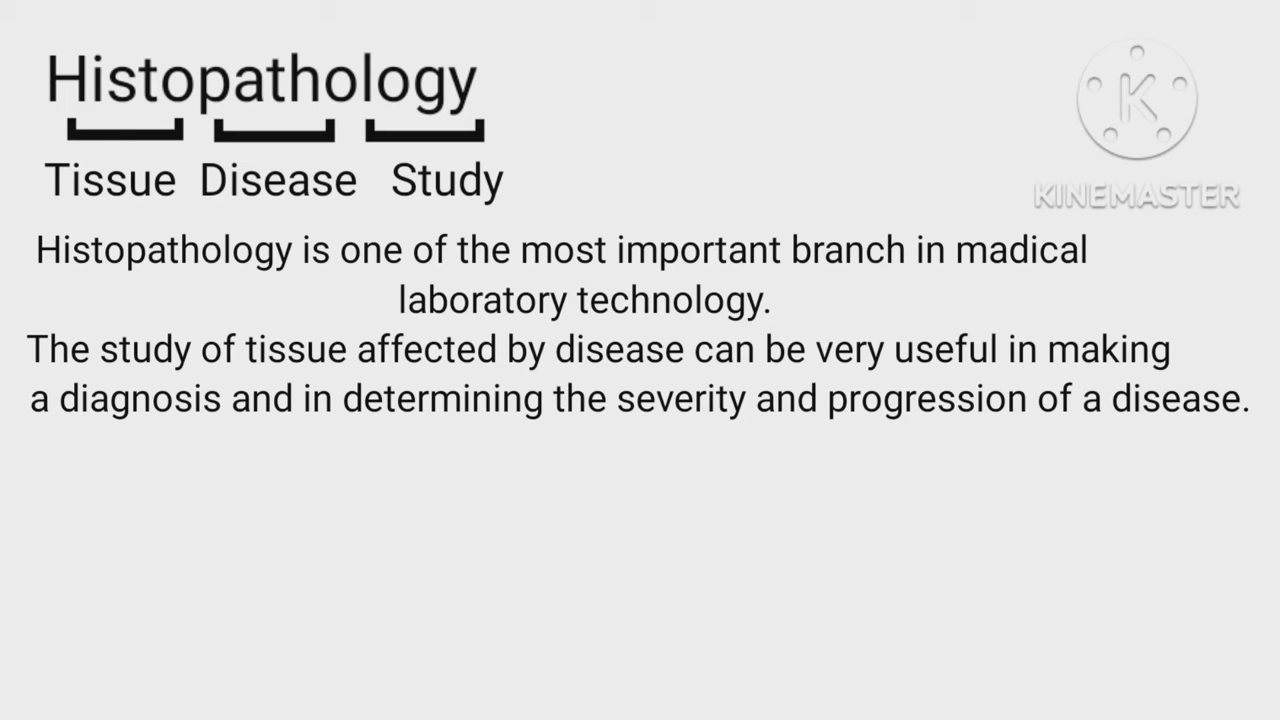 Histopathology
Tissue Disease Study
Histopathology is one of the most important branch in madical
laboratory technology.
The study of tissue affected by disease can be very useful in making
a diagnosis and in determining the severity and progression of a disease.
K
KINEMASTER